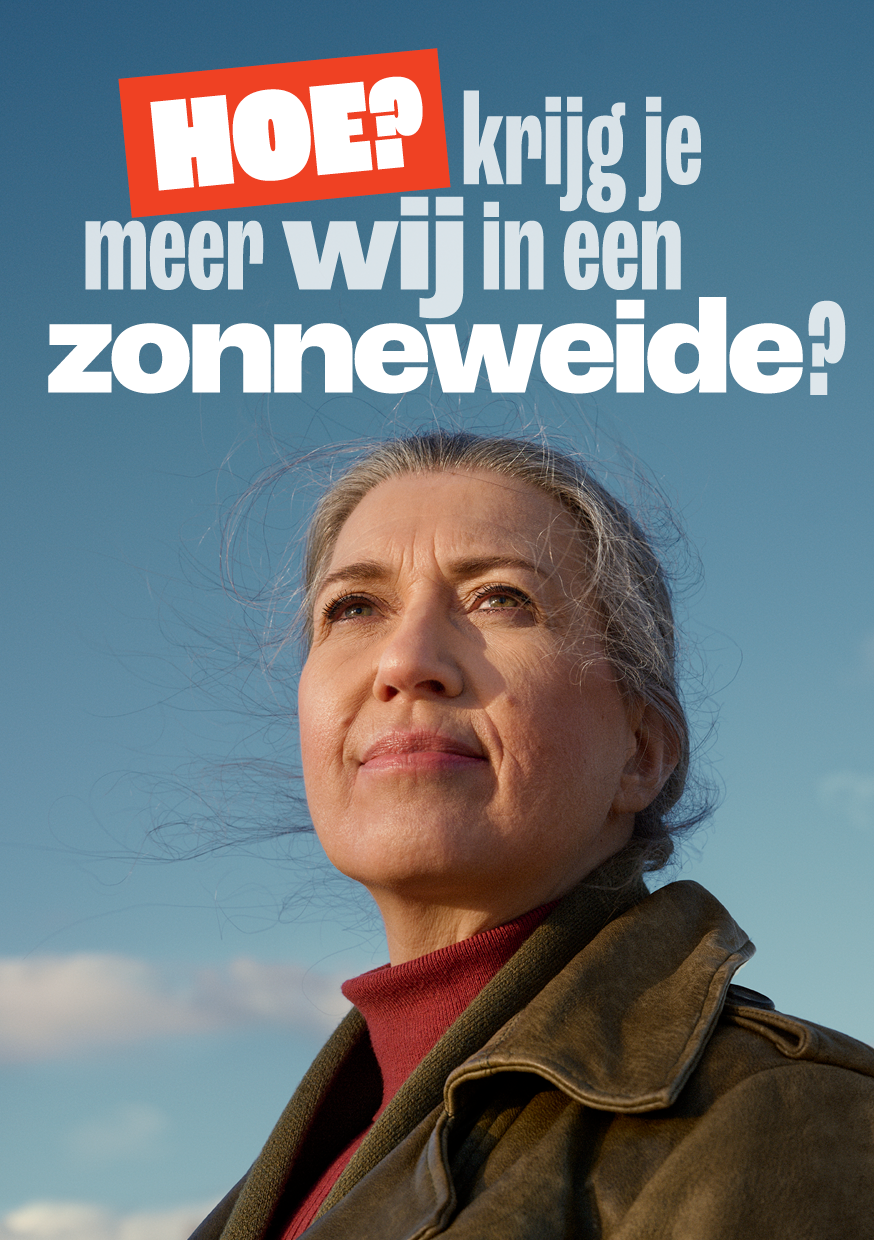 HOE? krijg je
meer wij in een
zonneweide?